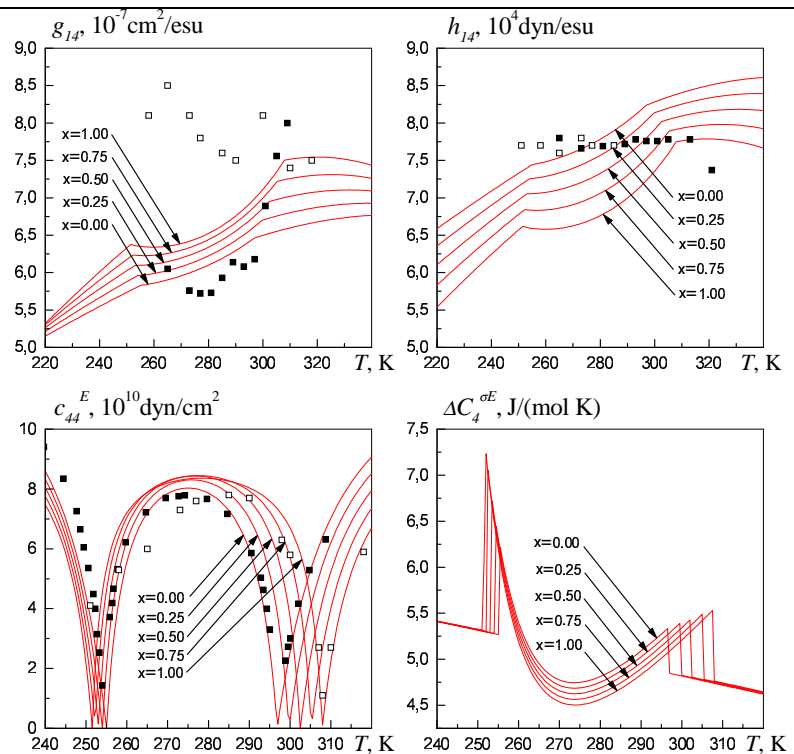 g₁₄, 10⁻⁷cm²/esu
9,0
8,5
8,0
7,5
7,0
6,5
6,0
5,5
5,0
x=1.00
x=0.75
x=0.50
x=0.25
x=0.00
220 240 260 280 300 320
T, K
h₁₄, 10⁴dyn/esu
9,0
8,5
8,0
7,5
7,0
6,5
6,0
5,5
5,0
x=0.00
x=0.25
x=0.50
x=0.75
x=1.00
220 240 260 280 300 320
T, K
c₄₄ᴱ, 10¹⁰dyn/cm²
10
8
6
4
2
0
x=0.00
x=0.25
x=0.50
x=0.75
x=1.00
240 250 260 270 280 290 300 310
T, K
ΔC₄^σE, J/(mol K)
7,5
7,0
6,5
6,0
5,5
5,0
4,5
x=0.00
x=0.25
x=0.50
x=0.75
x=1.00
240 250 260 270 280 290 300 310
T, K